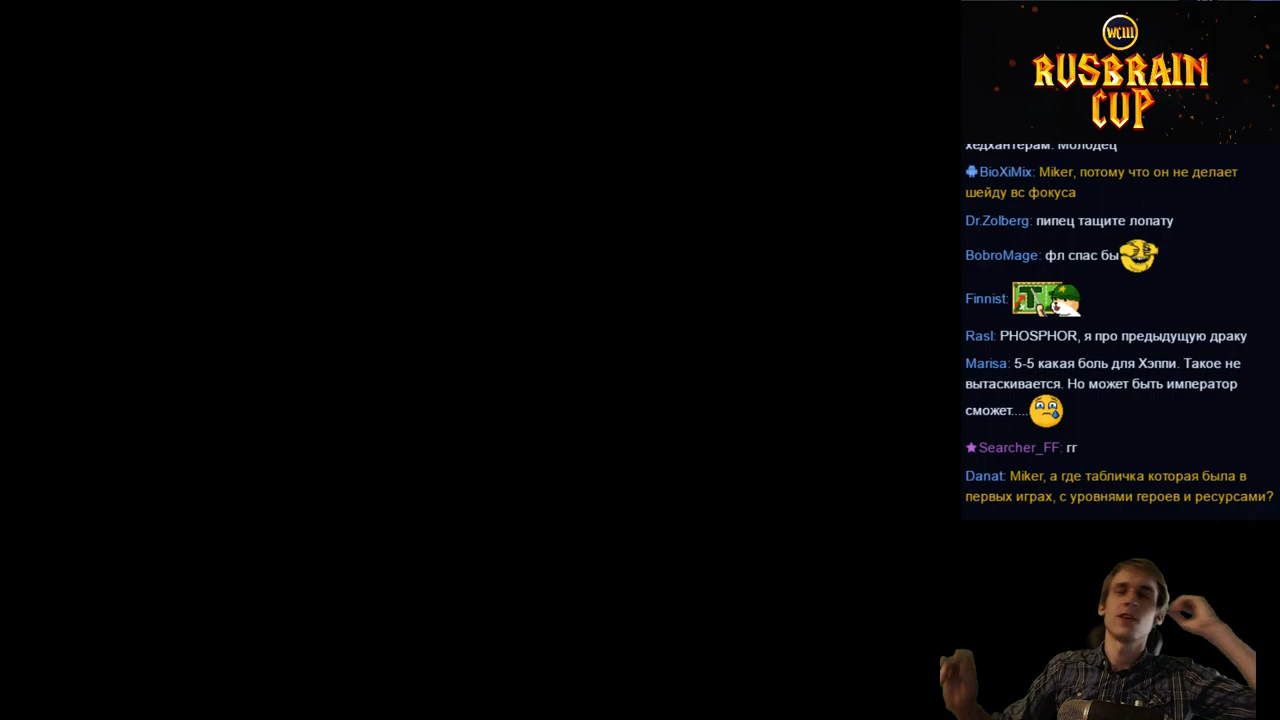 WCIII
RUSBRAIN
CUP
хедхантерам. Молодец
BioXiMix: Miker, потому что он не делает
шейду вс фокуса
Dr.Zolberg: пипец тащите лопату
BobroMage: фл спас бы
Finnist:
Rasl: PHOSPHOR, я про предыдущую драку
Marisa: 5-5 какая боль для Хэппи. Такое не
вытаскивается. Но может быть император
сможет.....
Searcher_FF: гг
Danat: Miker, а где табличка которая была в
первых играх, с уровнями героев и ресурсами?